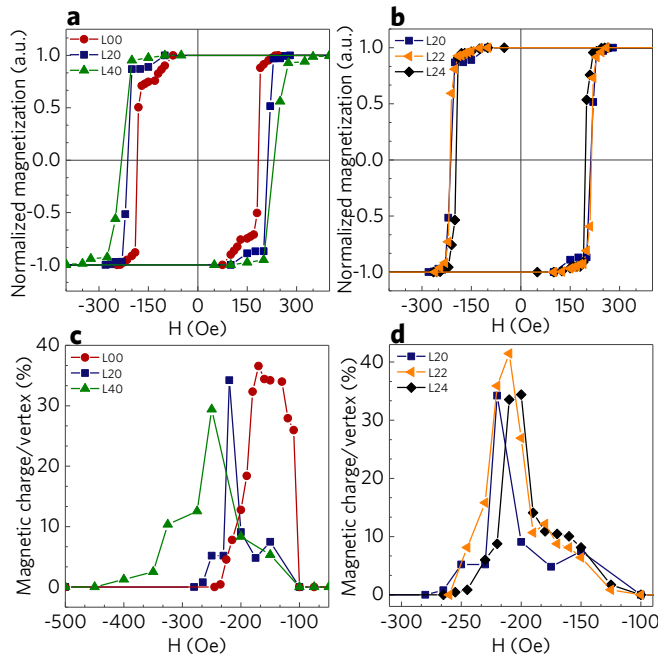 a
L00
L20
L40
Normalized magnetization (a.u.)
1.0
0.5
0.0
-0.5
-1.0
-300 -150 0 150 300
H (Oe)
b
L20
L22
L24
Normalized magnetization (a.u.)
1.0
0.5
0.0
-0.5
-1.0
-300 -150 0 150 300
H (Oe)
c
L00
L20
L40
Magnetic charge/vertex (%)
40
30
20
10
0
-500 -400 -300 -200 -100
H (Oe)
d
L20
L22
L24
Magnetic charge/vertex (%)
40
30
20
10
0
-300 -250 -200 -150 -100
H (Oe)